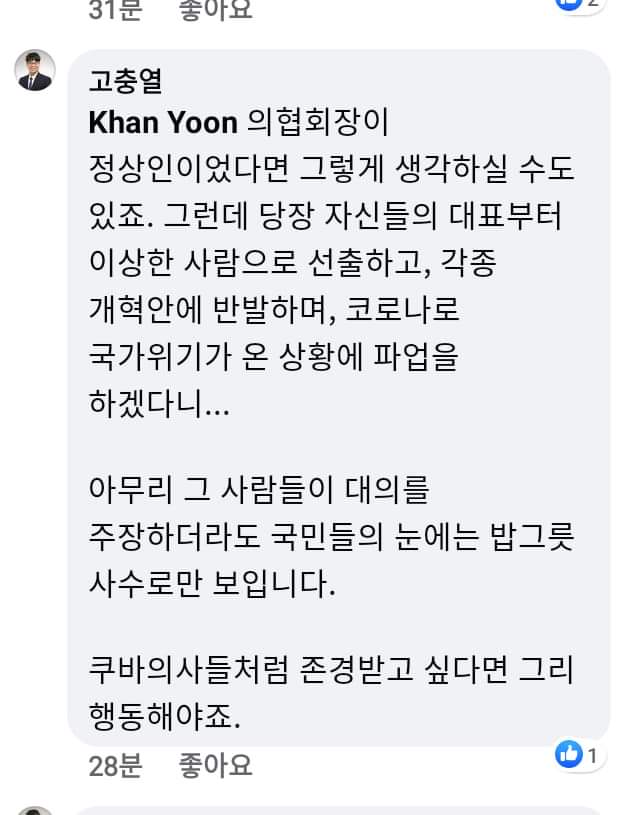 31분 좋아요
2
고충열
Khan Yoon 의협회장이
정상인이었다면 그렇게 생각하실 수도
있죠. 그런데 당장 자신들의 대표부터
이상한 사람으로 선출하고, 각종
개혁안에 반발하며, 코로나로
국가위기가 온 상황에 파업을
하겠다니...
아무리 그 사람들이 대의를
주장하더라도 국민들의 눈에는 밥그릇
사수로만 보입니다.
쿠바의사들처럼 존경받고 싶다면 그리
행동해야죠.
28분 좋아요
1